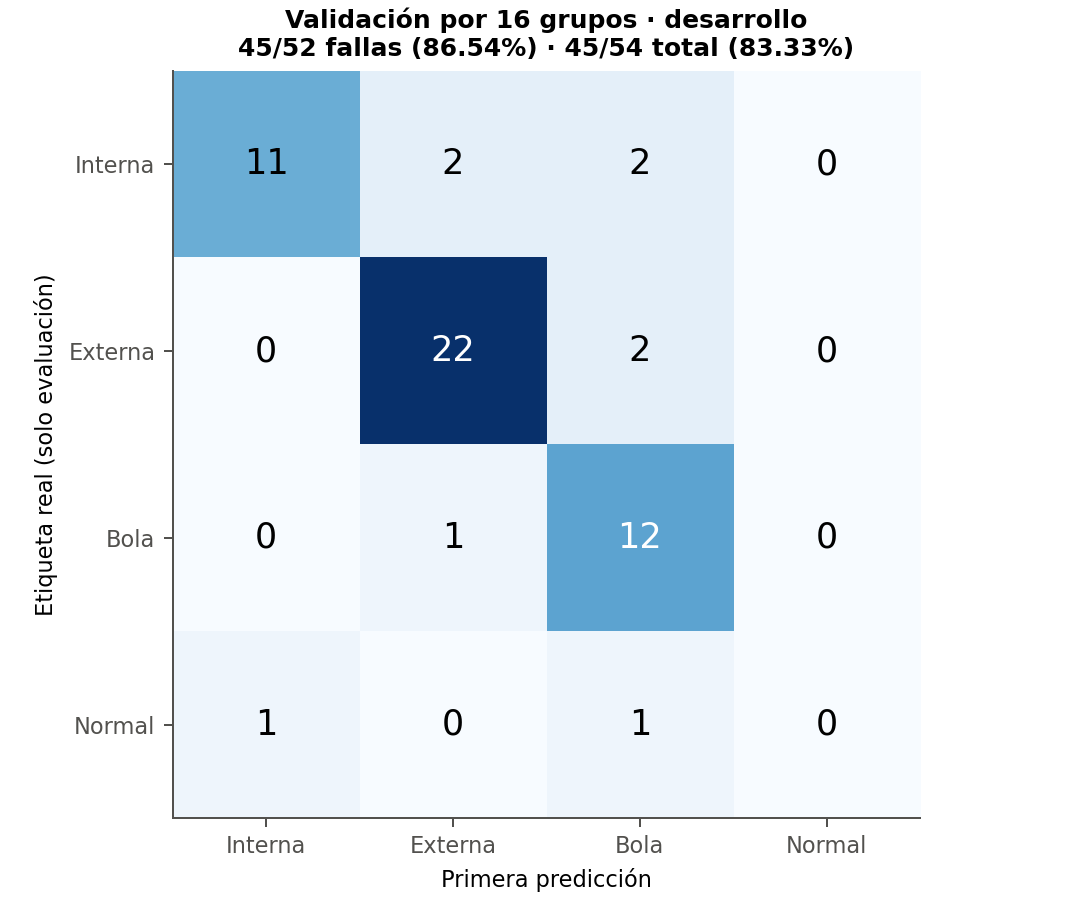 Validación por 16 grupos · desarrollo
45/52 fallas (86.54%) · 45/54 total (83.33%)
Etiqueta real (solo evaluación)
Interna 11 2 2 0
Externa 0 22 2 0
Bola 0 1 12 0
Normal 1 0 1 0
Interna Externa Bola Normal
Primera predicción